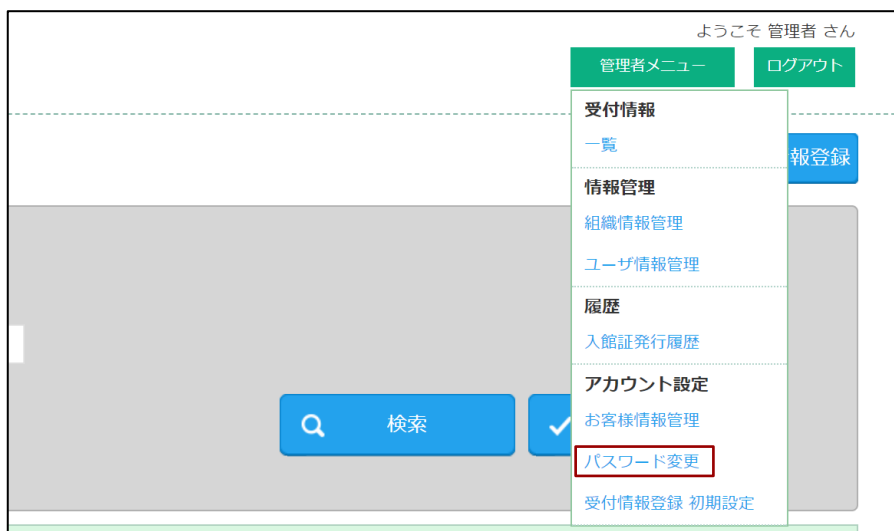 ようこそ 管理者 さん
管理者メニュー ログアウト
受付情報
一覧
報登録
情報管理
組織情報管理
ユーザ情報管理
履歴
入館証発行履歴
アカウント設定
検索
お客様情報管理
パスワード変更
受付情報登録 初期設定